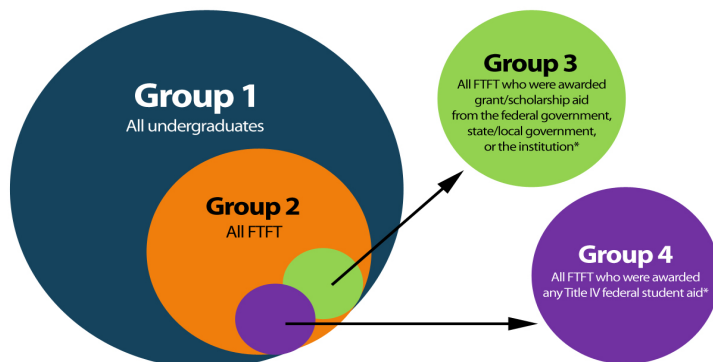 Group 1
All undergraduates
Group 2
All FTFT
Group 3
All FTFT who were awarded
grant/scholarship aid
from the federal government,
state/local government,
or the institution*
Group 4
All FTFT who were awarded
any Title IV federal student aid*